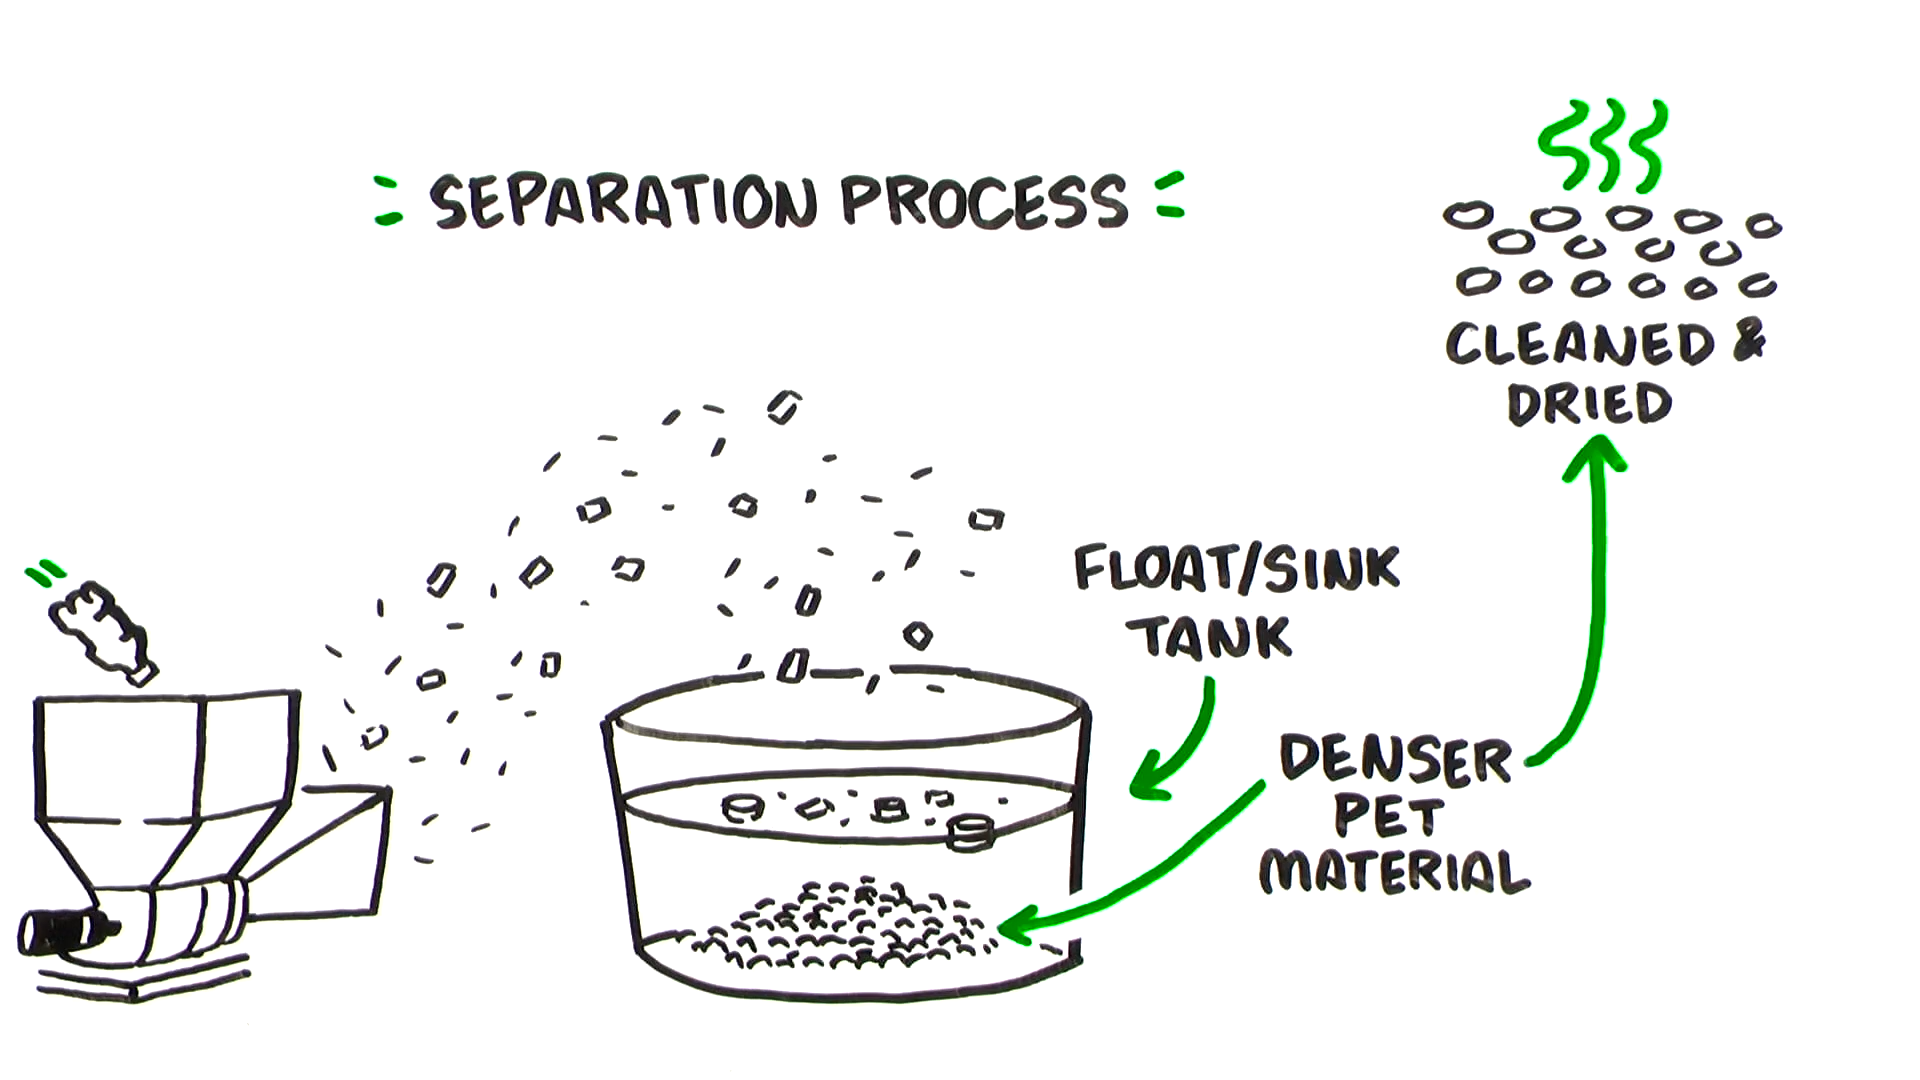 SEPARATION PROCESS
CLEANED &
DRIED
FLOAT/SINK
TANK
DENSER
PET
MATERIAL